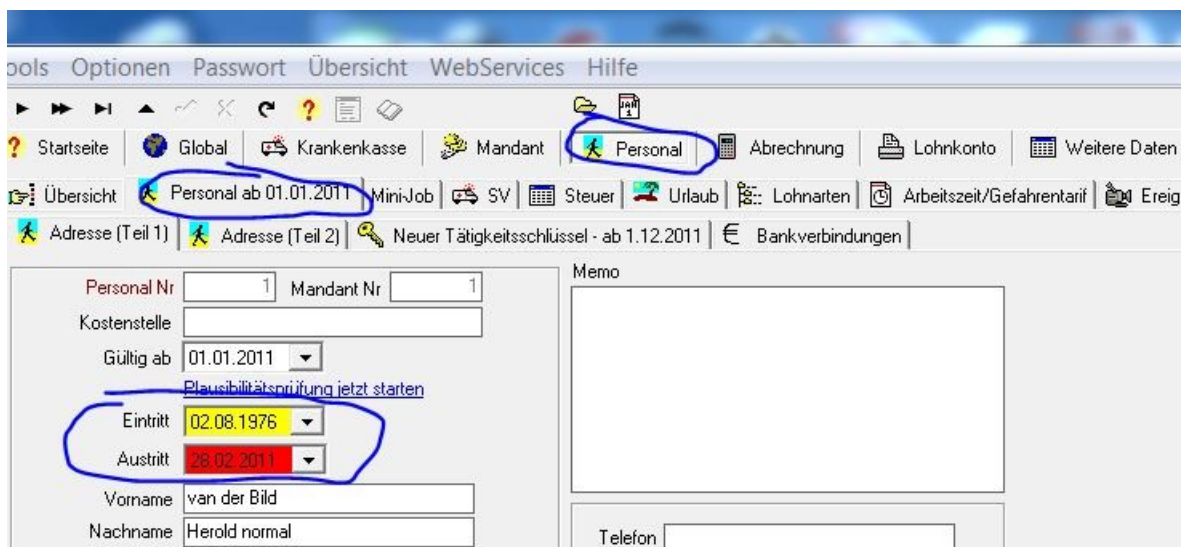 ools Optionen Passwort Übersicht WebServices Hilfe
? Startseite Global Krankenkasse Mandant Personal Abrechnung Lohnkonto Weitere Daten
Übersicht Personal ab 01.01.2011 Mini-Job SV Steuer Urlaub Lohnarten Arbeitszeit/Gefahrentarif Ereig
Adresse (Teil 1) Adresse (Teil 2) Neuer Tätigkeitsschlüssel - ab 1.12.2011 € Bankverbindungen
Personal Nr 1 Mandant Nr 1
Memo
Kostenstelle
Gültig ab 01.01.2011
Plausibilitätsprüfung jetzt starten
Eintritt 02.08.1976
Austritt 28.02.2011
Vorname van der Bild
Nachname Herold normal
Telefon